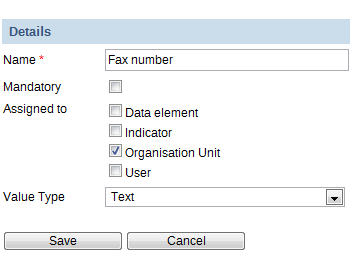 Details
Name * Fax number
Mandatory
Assigned to
Data element
Indicator
Organisation Unit
User
Value Type Text
Save Cancel